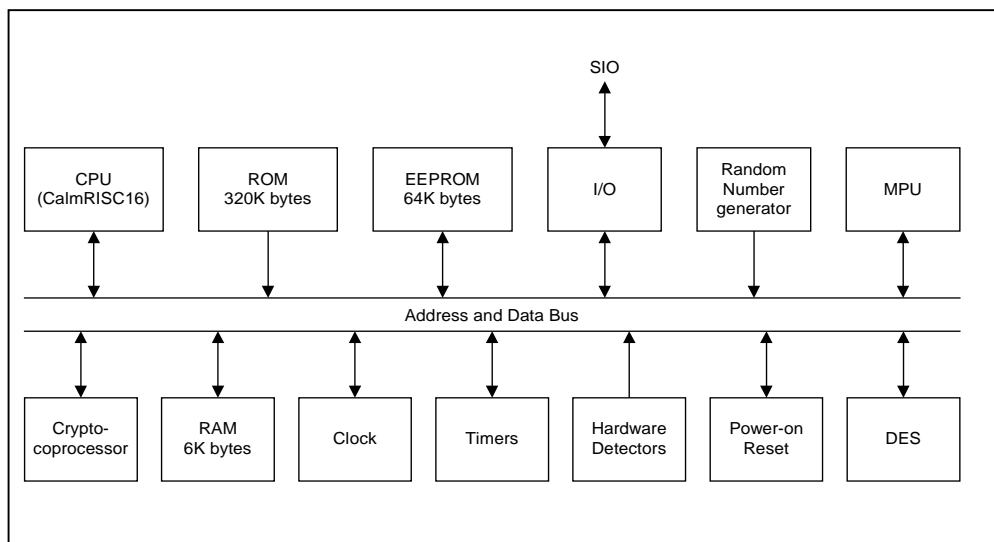 SIO
CPU
(CalmRISC16)
ROM
320K bytes
EEPROM
64K bytes
I/O
Random
Number
generator
MPU
Address and Data Bus
Crypto-
coprocessor
RAM
6K bytes
Clock
Timers
Hardware
Detectors
Power-on
Reset
DES